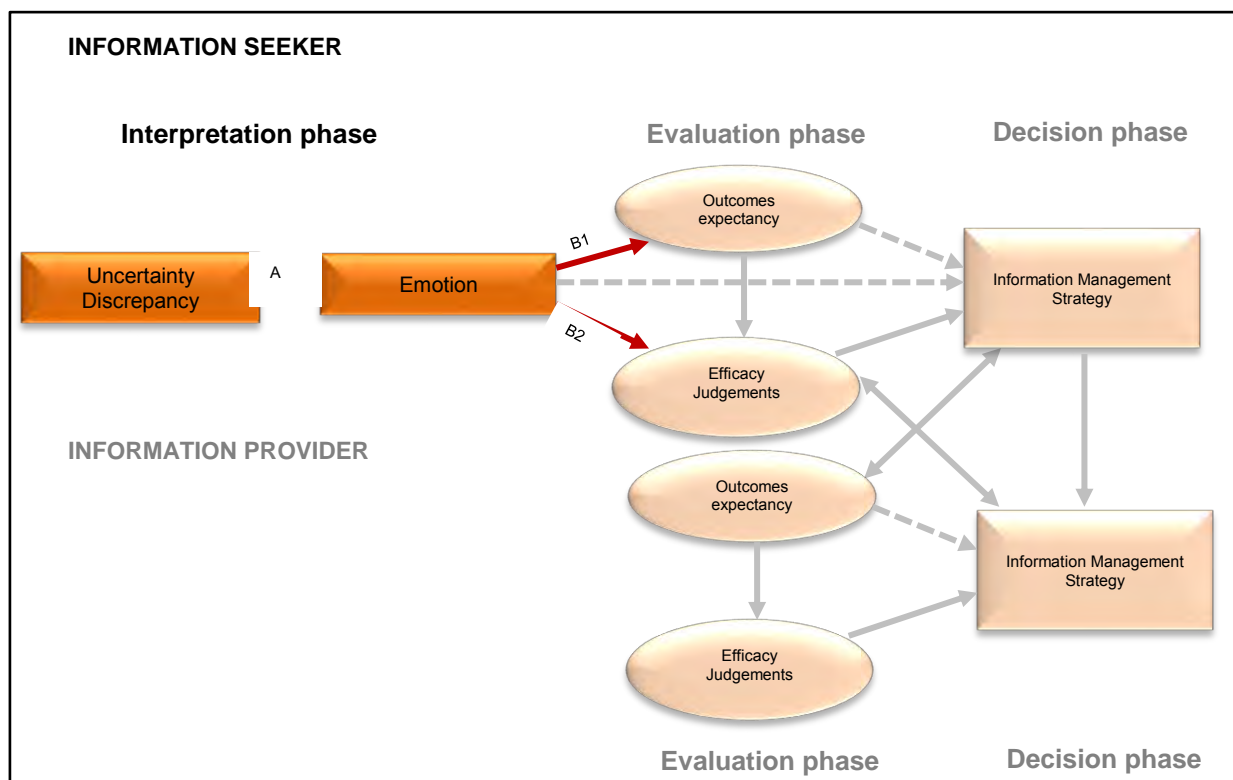 INFORMATION SEEKER
Interpretation phase
Evaluation phase
Decision phase
Outcomes
expectancy
B1
Uncertainty
Discrepancy
A
Emotion
Information Management
Strategy
B2
Efficacy
Judgements
INFORMATION PROVIDER
Outcomes
expectancy
Information Management
Strategy
Efficacy
Judgements
Evaluation phase
Decision phase